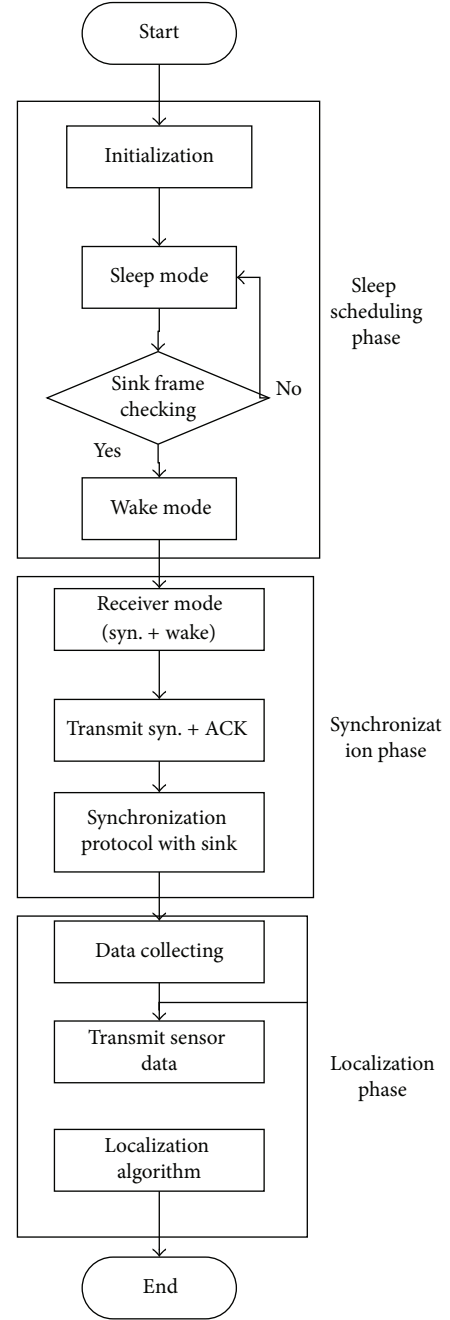 Start
Initialization
Sleep mode
Sink frame
checking
No
Yes
Wake mode
Sleep
scheduling
phase
Receiver mode
(syn. + wake)
Transmit syn. + ACK
Synchronization
protocol with sink
Synchronizat
ion phase
Data collecting
Transmit sensor
data
Localization
algorithm
Localization
phase
End